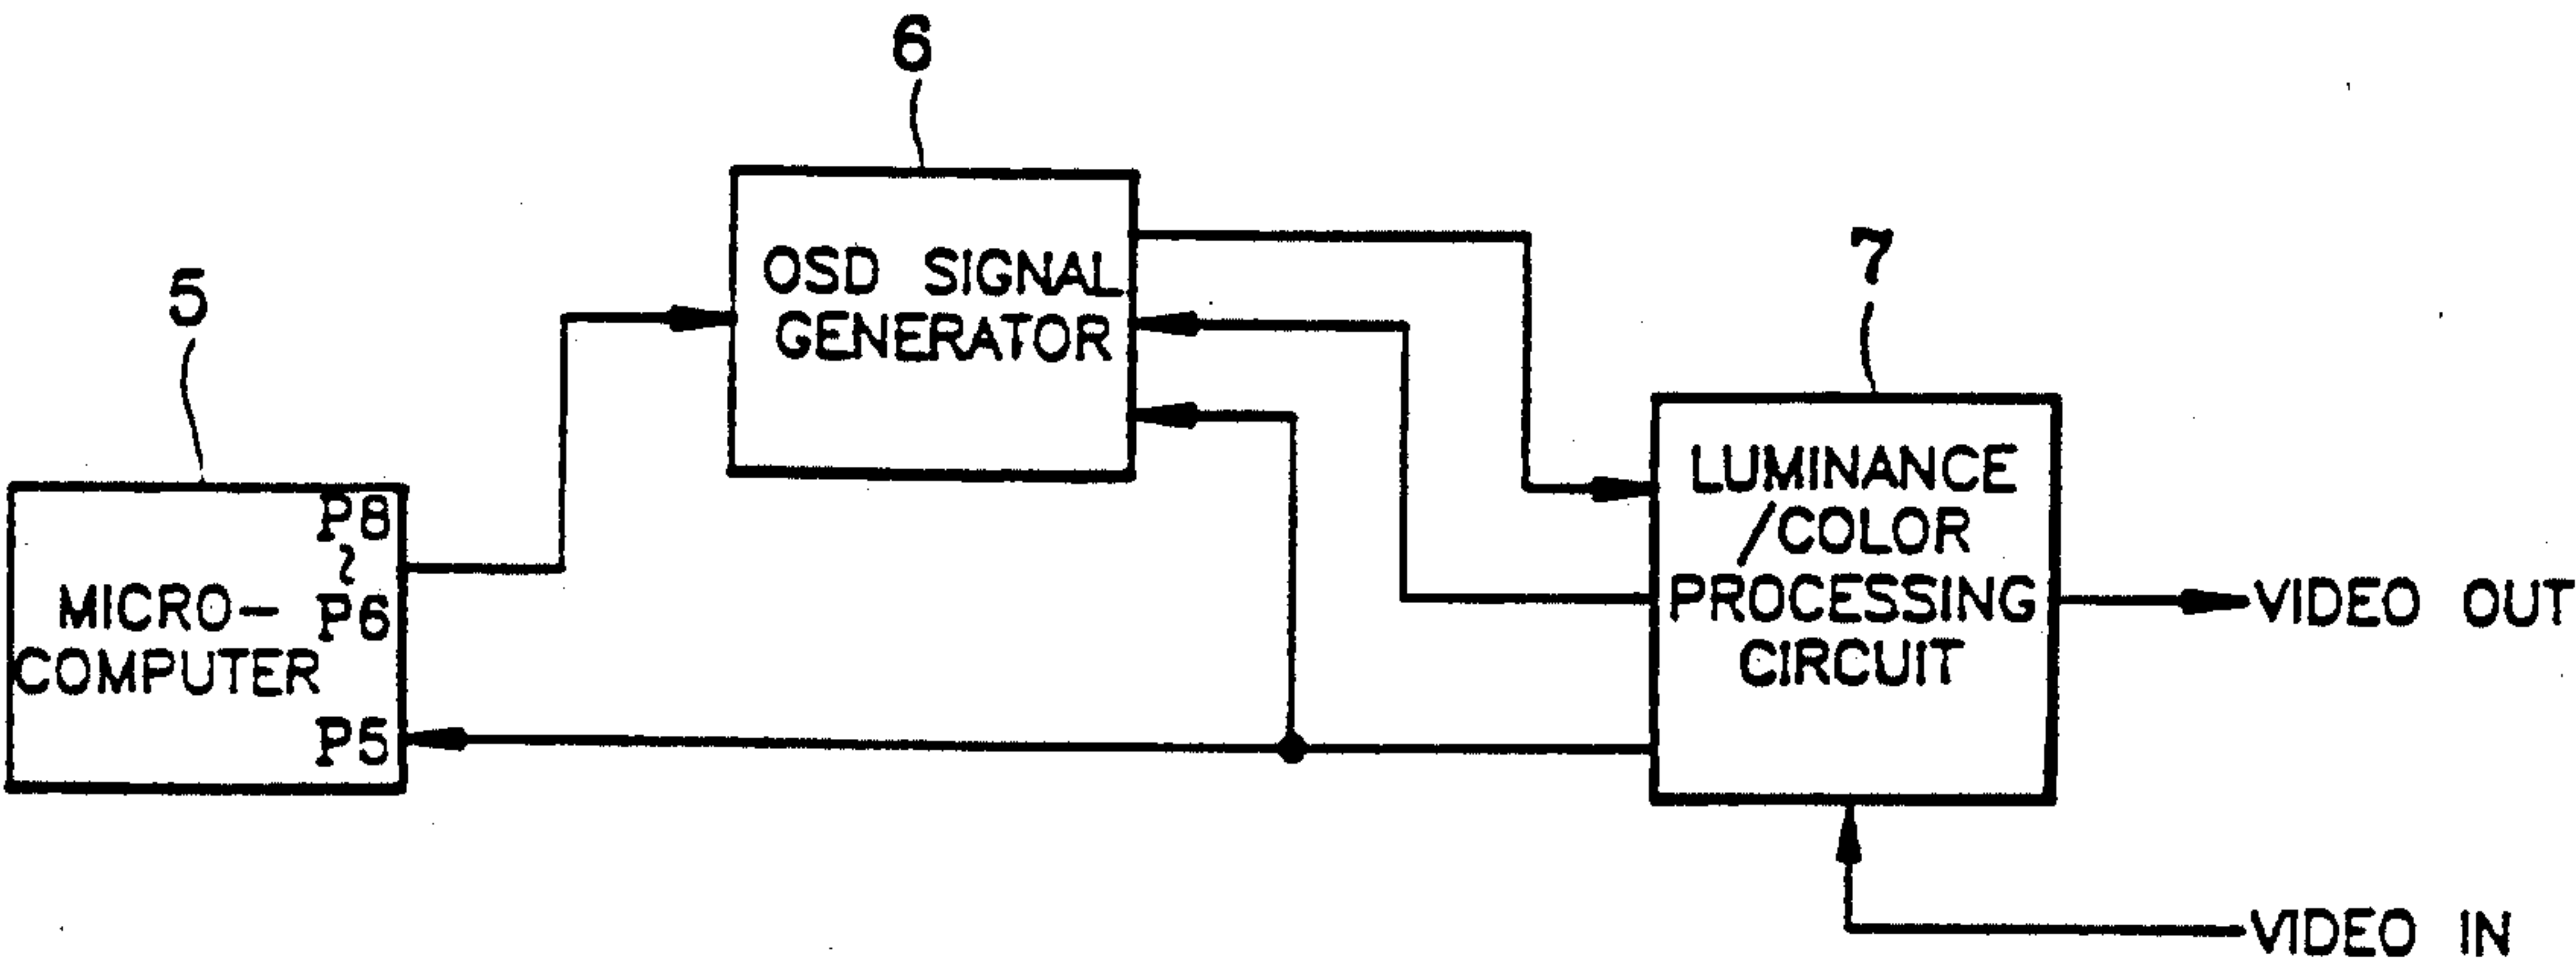 6
OSD SIGNAL
GENERATOR
5
P8
~
P6
MICRO-
COMPUTER
P5
7
LUMINANCE
/COLOR
PROCESSING
CIRCUIT
VIDEO OUT
VIDEO IN